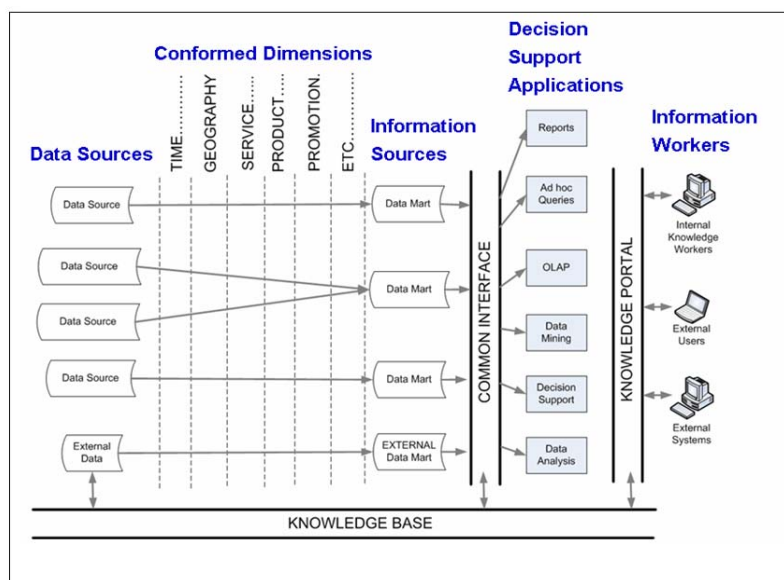 Conformed Dimensions
Decision
Support
Applications
Data Sources
TIME............
GEOGRAPHY
SERVICE....
PRODUCT....
PROMOTION.
ETC.......
Information
Sources
Information
Workers
Data Source
Data Source
Data Source
Data Source
External
Data
Data Mart
Data Mart
Data Mart
EXTERNAL
Data Mart
COMMON INTERFACE
Reports
Ad hoc
Queries
OLAP
Data
Mining
Decision
Support
Data
Analysis
KNOWLEDGE PORTAL
Internal
Knowledge
Workers
External
Users
External
Systems
KNOWLEDGE BASE